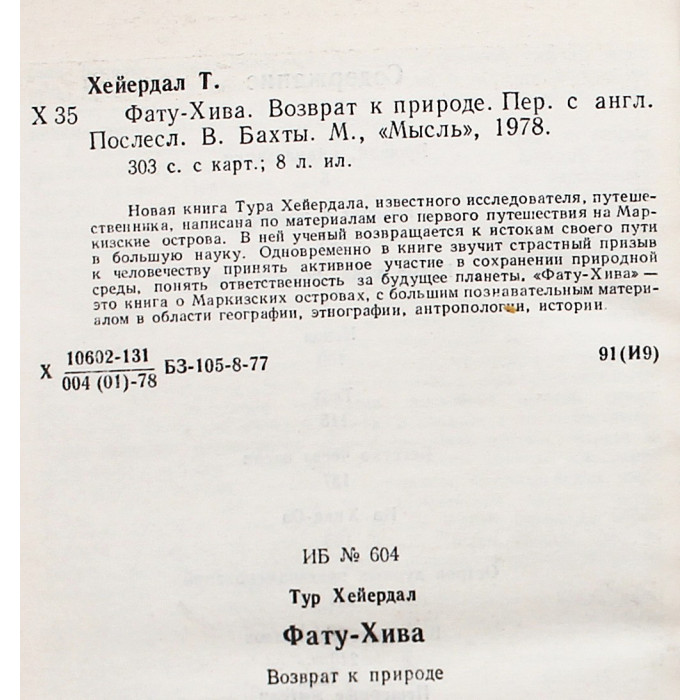 Хейердал Т.
Х 35 Фату-Хива. Возврат к природе. Пер. с англ.
Послесл. В. Бахты. М., «Мысль», 1978.
303 с. с карт.; 8 л. ил.
Новая книга Тура Хейердала, известного исследователя, путеше-
ственника, написана по материалам его первого путешествия на Мар-
кизские острова. В ней ученый возвращается к истокам своего пути
в большую науку. Одновременно в книге звучит страстный призыв
к человечеству принять активное участие в сохранении природной
среды, понять ответственность за будущее планеты, «Фату-Хива» —
это книга о Маркизских островах, с большим познавательным матери-
алом в области географии, этнографии, антропологии, истории.
Х 10602-131
004 (01)-78 БЗ-105-8-77 91(И9)
ИБ № 604
Тур Хейердал
Фату-Хива
Возврат к природе